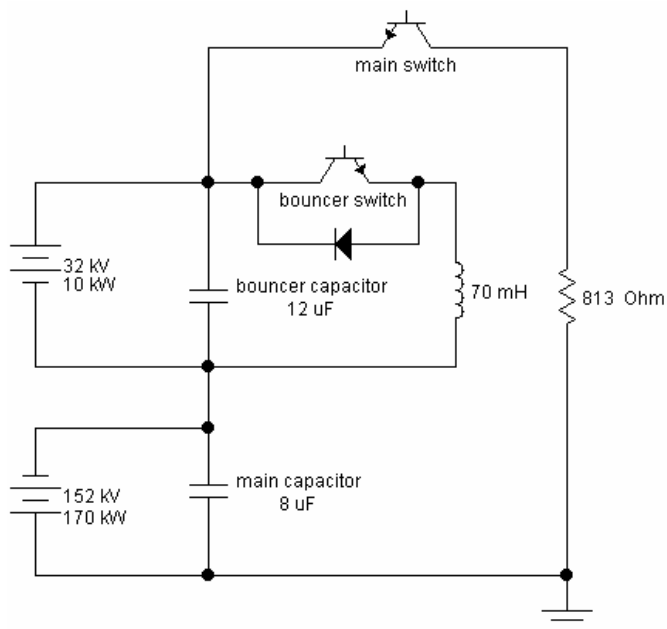 main switch
bouncer switch
32 kV
10 kW
bouncer capacitor
12 uF
70 mH
813 Ohm
152 kV
170 kW
main capacitor
8 uF